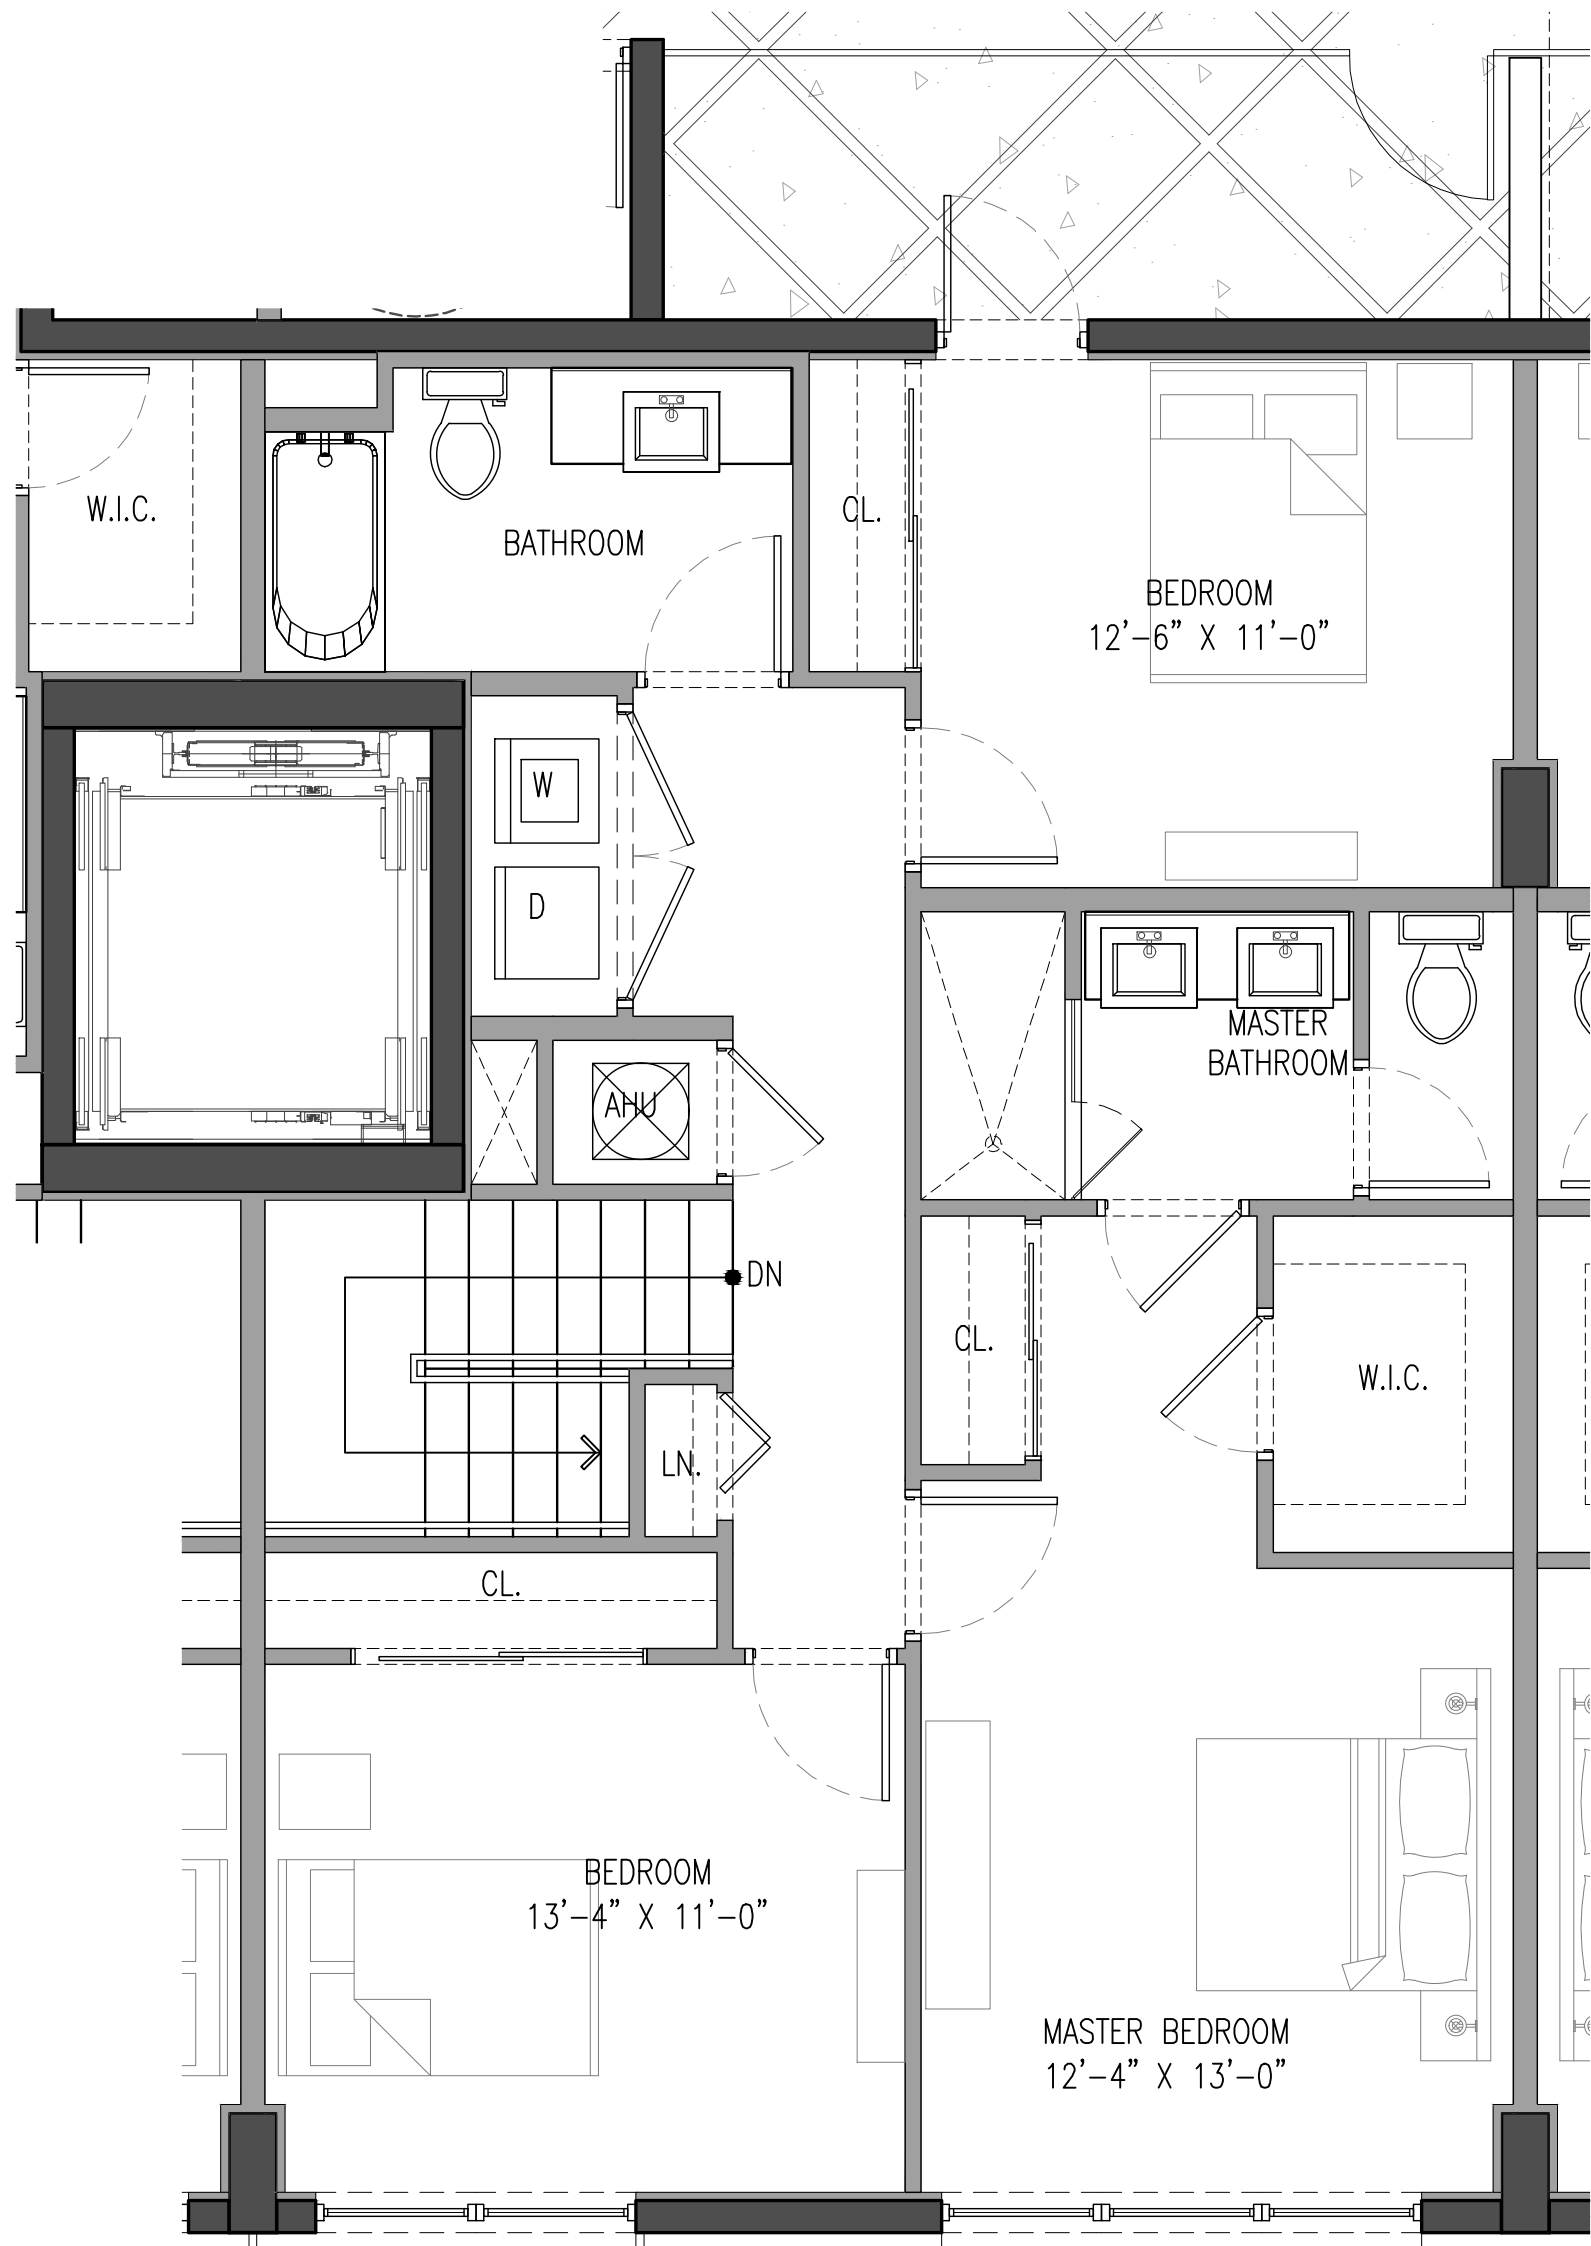 W.I.C.
BATHROOM
CL.
BEDROOM
12'-6" X 11'-0"
W
D
AHU
MASTER
BATHROOM
DN
CL.
W.I.C.
LN.
CL.
BEDROOM
13'-4" X 11'-0"
MASTER BEDROOM
12'-4" X 13'-0"